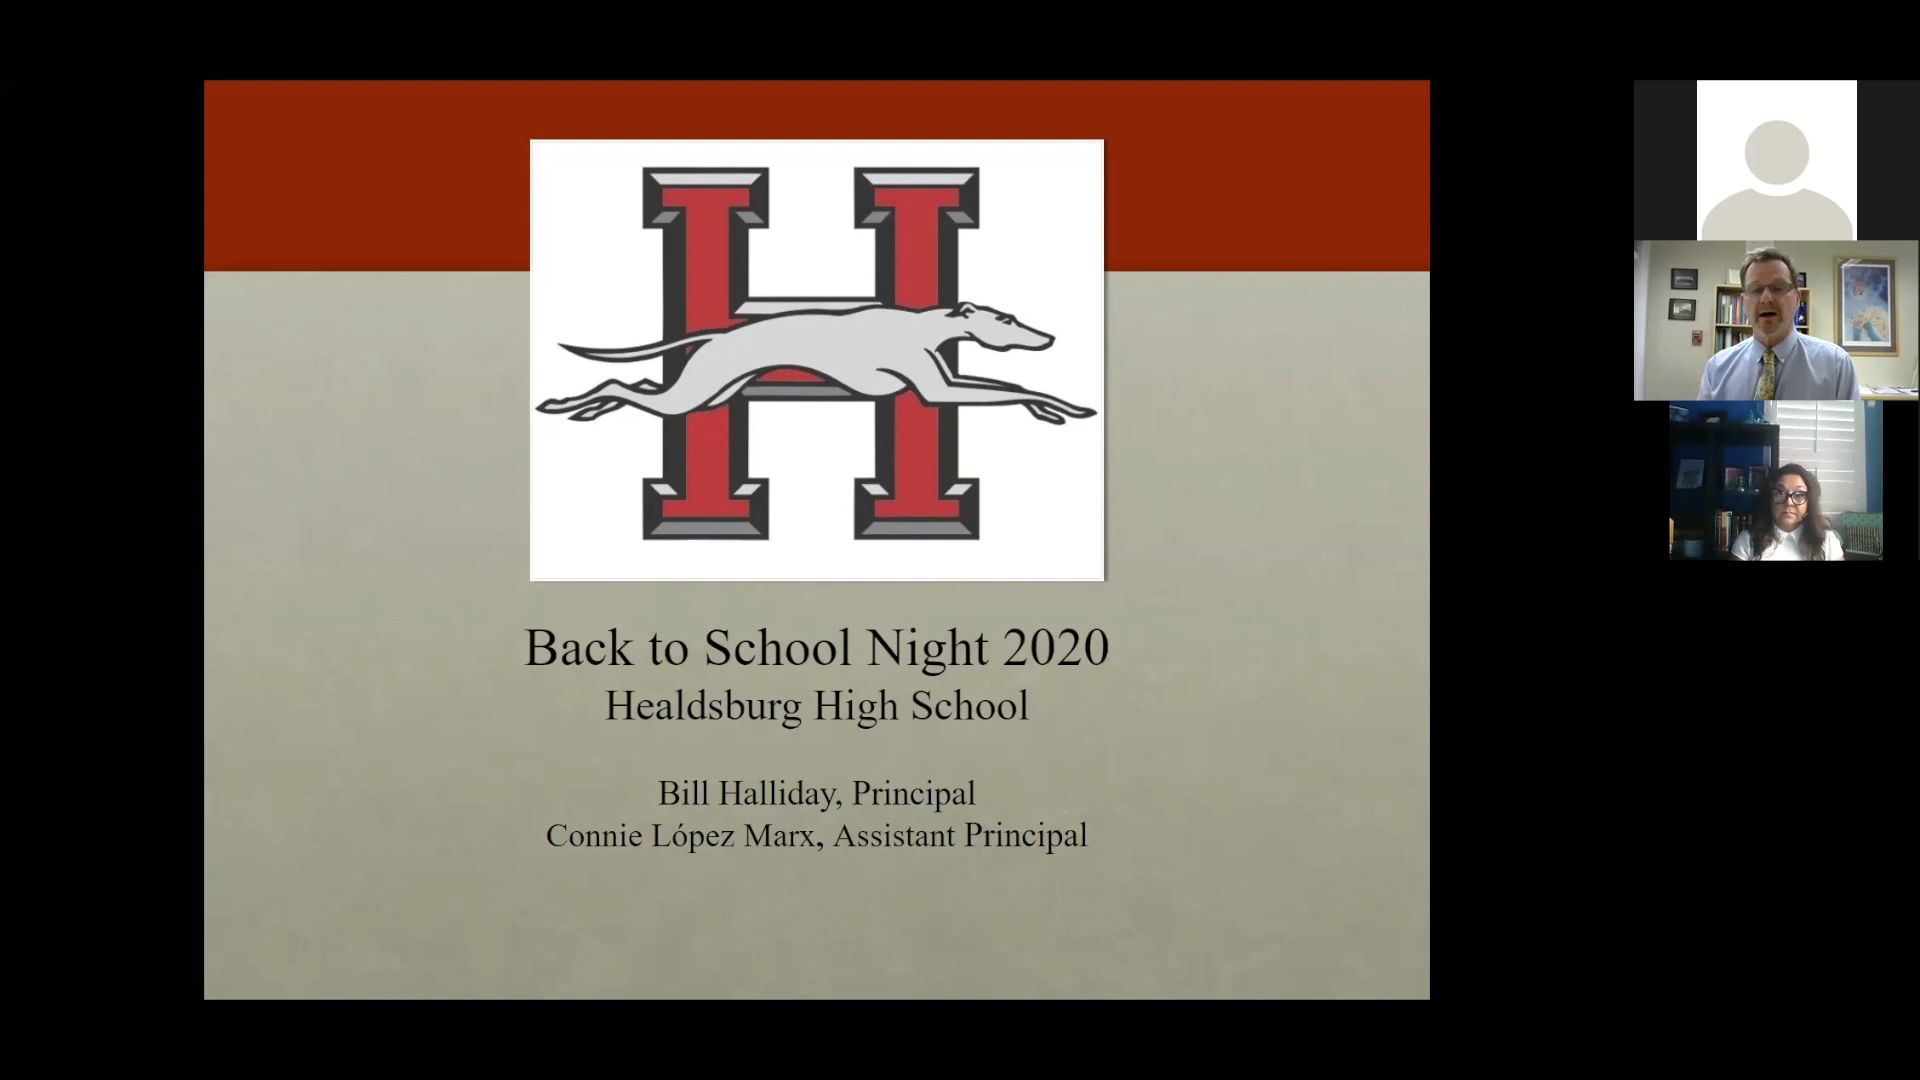 H
Back to School Night 2020
Healdsburg High School
Bill Halliday, Principal
Connie López Marx, Assistant Principal